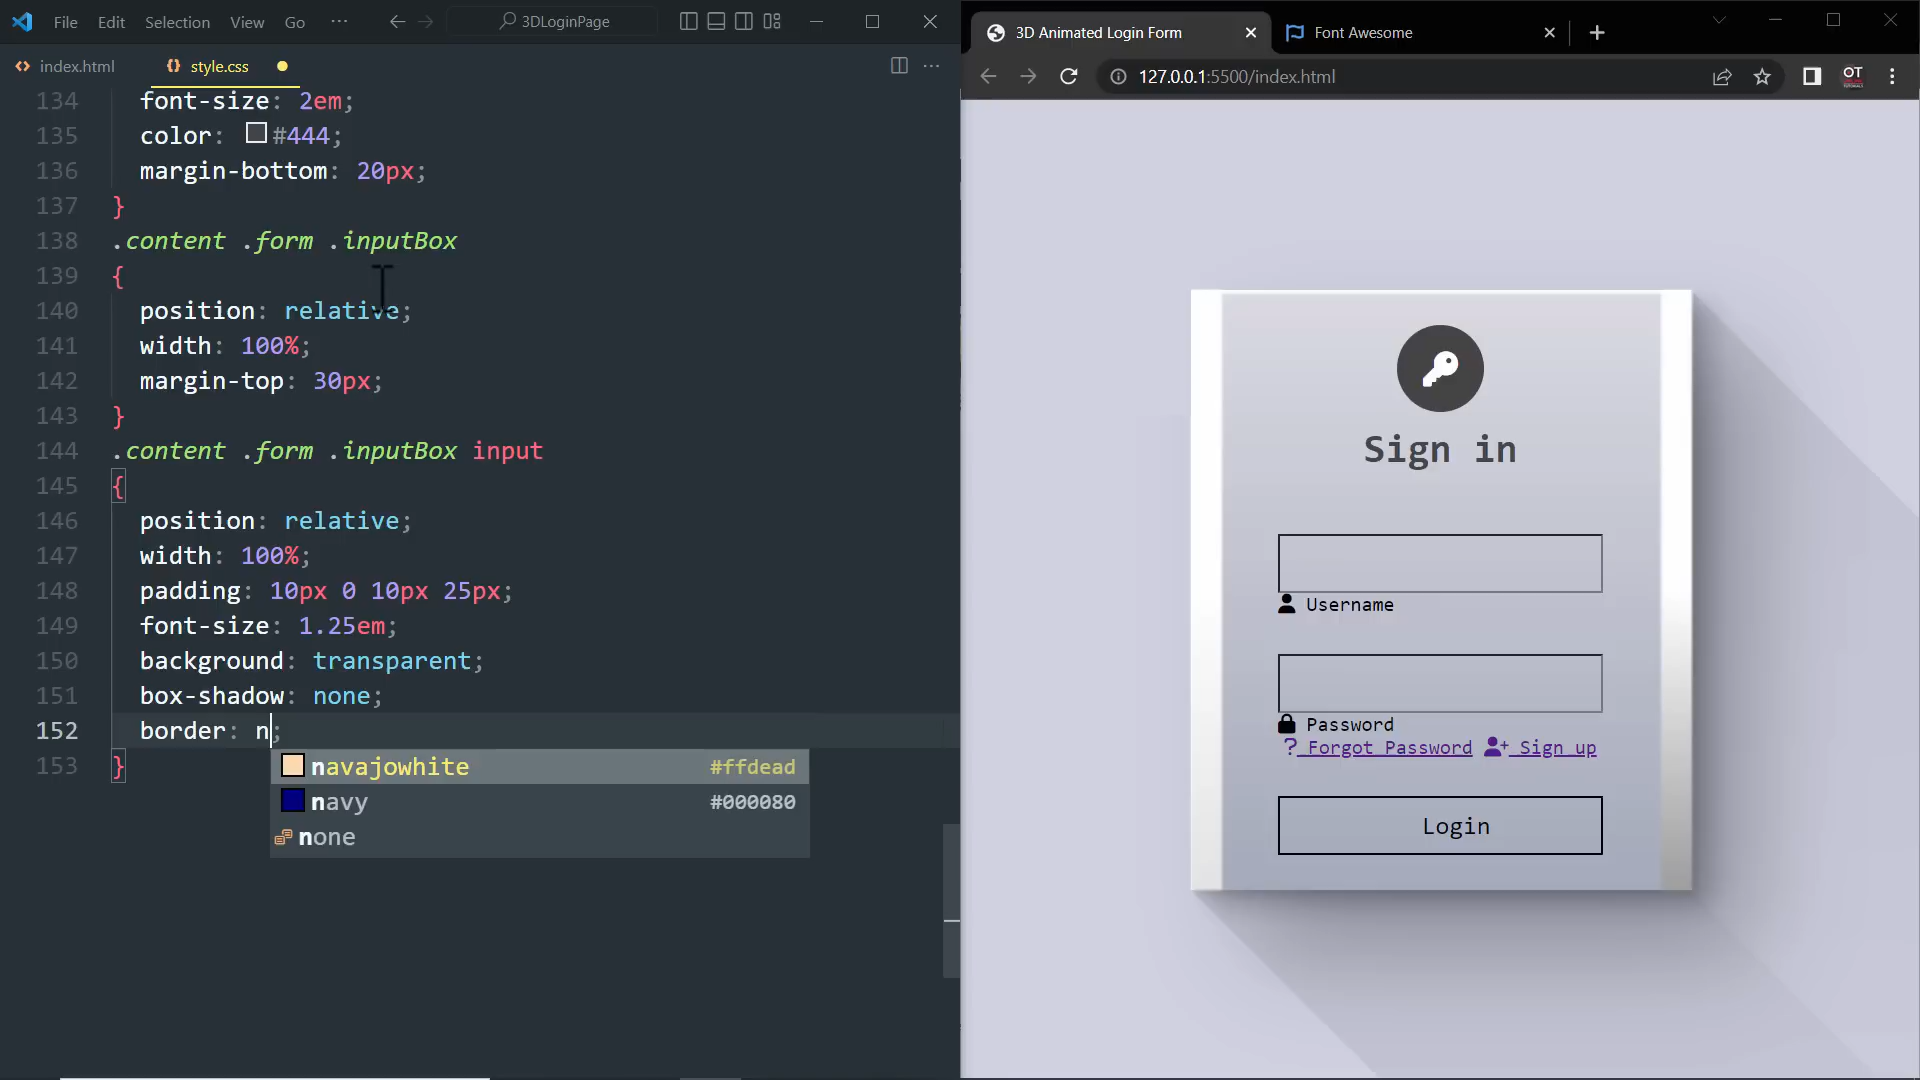 File Edit Selection View Go ··· 3DLoginPage
index.html style.css
134 font-size: 2em;
135 color: #444;
136 margin-bottom: 20px;
137 }
138 .content .form .inputBox
139 {
140 position: relative;
141 width: 100%;
142 margin-top: 30px;
143 }
144 .content .form .inputBox input
145 {
146 position: relative;
147 width: 100%;
148 padding: 10px 0 10px 25px;
149 font-size: 1.25em;
150 background: transparent;
151 box-shadow: none;
152 border: n;
153 }
navajowhite #ffdead
navy #000080
none
3D Animated Login Form Font Awesome
127.0.0.1:5500/index.html OT
Sign in
Username
Password
? Forgot Password Sign up
Login